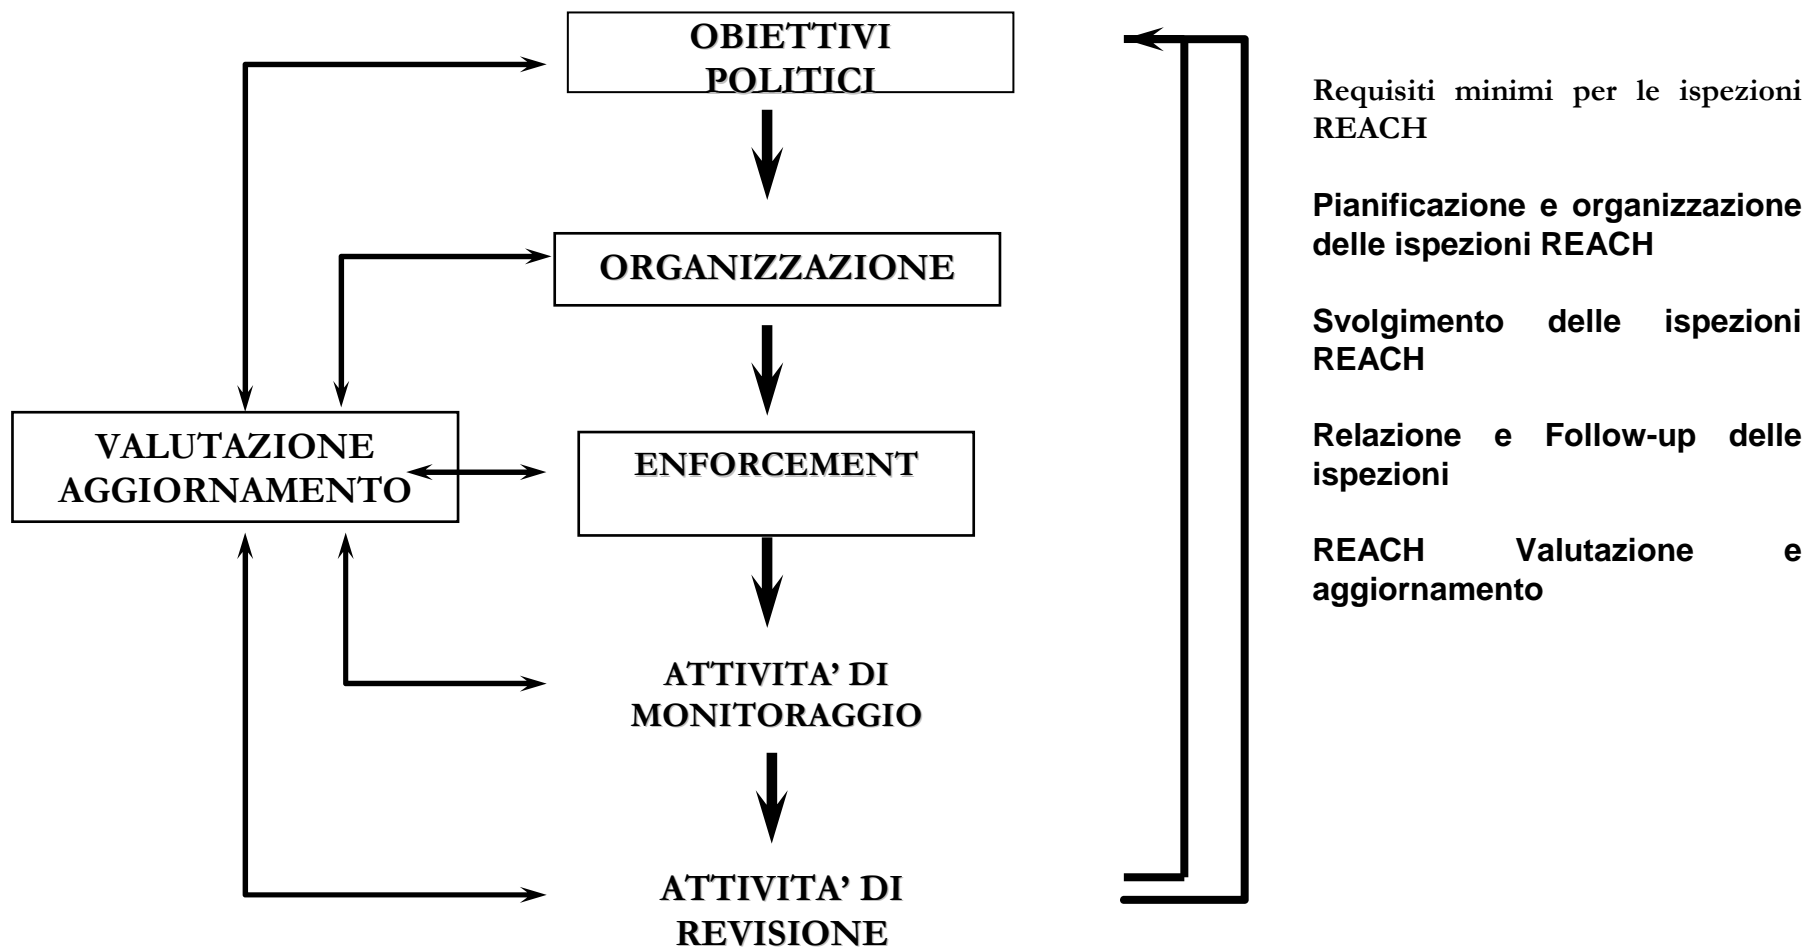 OBIETTIVI
POLITICI
ORGANIZZAZIONE
VALUTAZIONE
AGGIORNAMENTO
ENFORCEMENT
ATTIVITA’ DI
MONITORAGGIO
ATTIVITA’ DI
REVISIONE
Requisiti minimi per le ispezioni
REACH
Pianificazione e organizzazione
delle ispezioni REACH
Svolgimento delle ispezioni
REACH
Relazione e Follow-up delle
ispezioni
REACH Valutazione e
aggiornamento